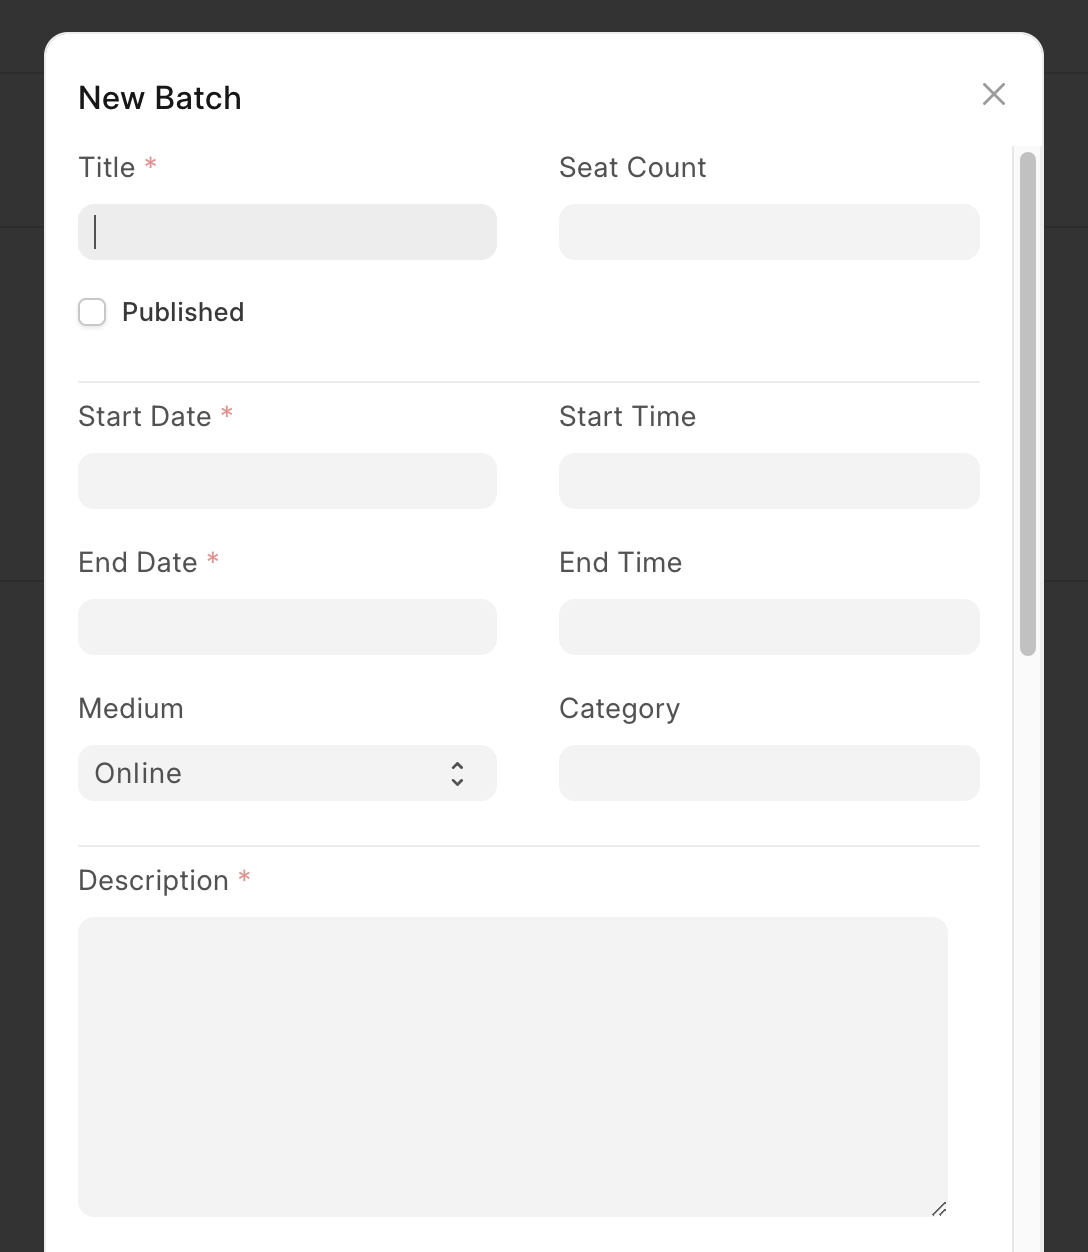 New Batch
Title *
Seat Count
Published
Start Date *
Start Time
End Date *
End Time
Medium
Category
Online
Description *